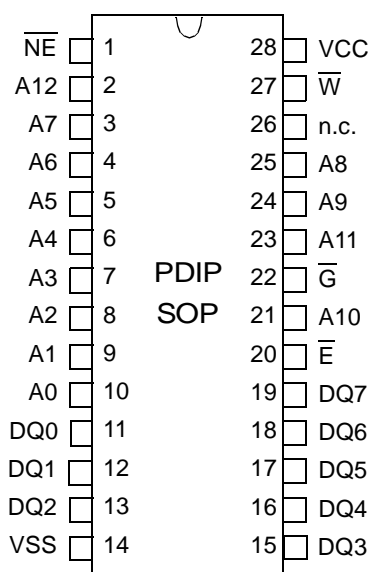 N̅E̅ 1 28 VCC
A12 2 27 W̅
A7 3 26 n.c.
A6 4 25 A8
A5 5 24 A9
A4 6 23 A11
A3 7 PDIP 22 G̅
A2 8 SOP 21 A10
A1 9 20 E̅
A0 10 19 DQ7
DQ0 11 18 DQ6
DQ1 12 17 DQ5
DQ2 13 16 DQ4
VSS 14 15 DQ3